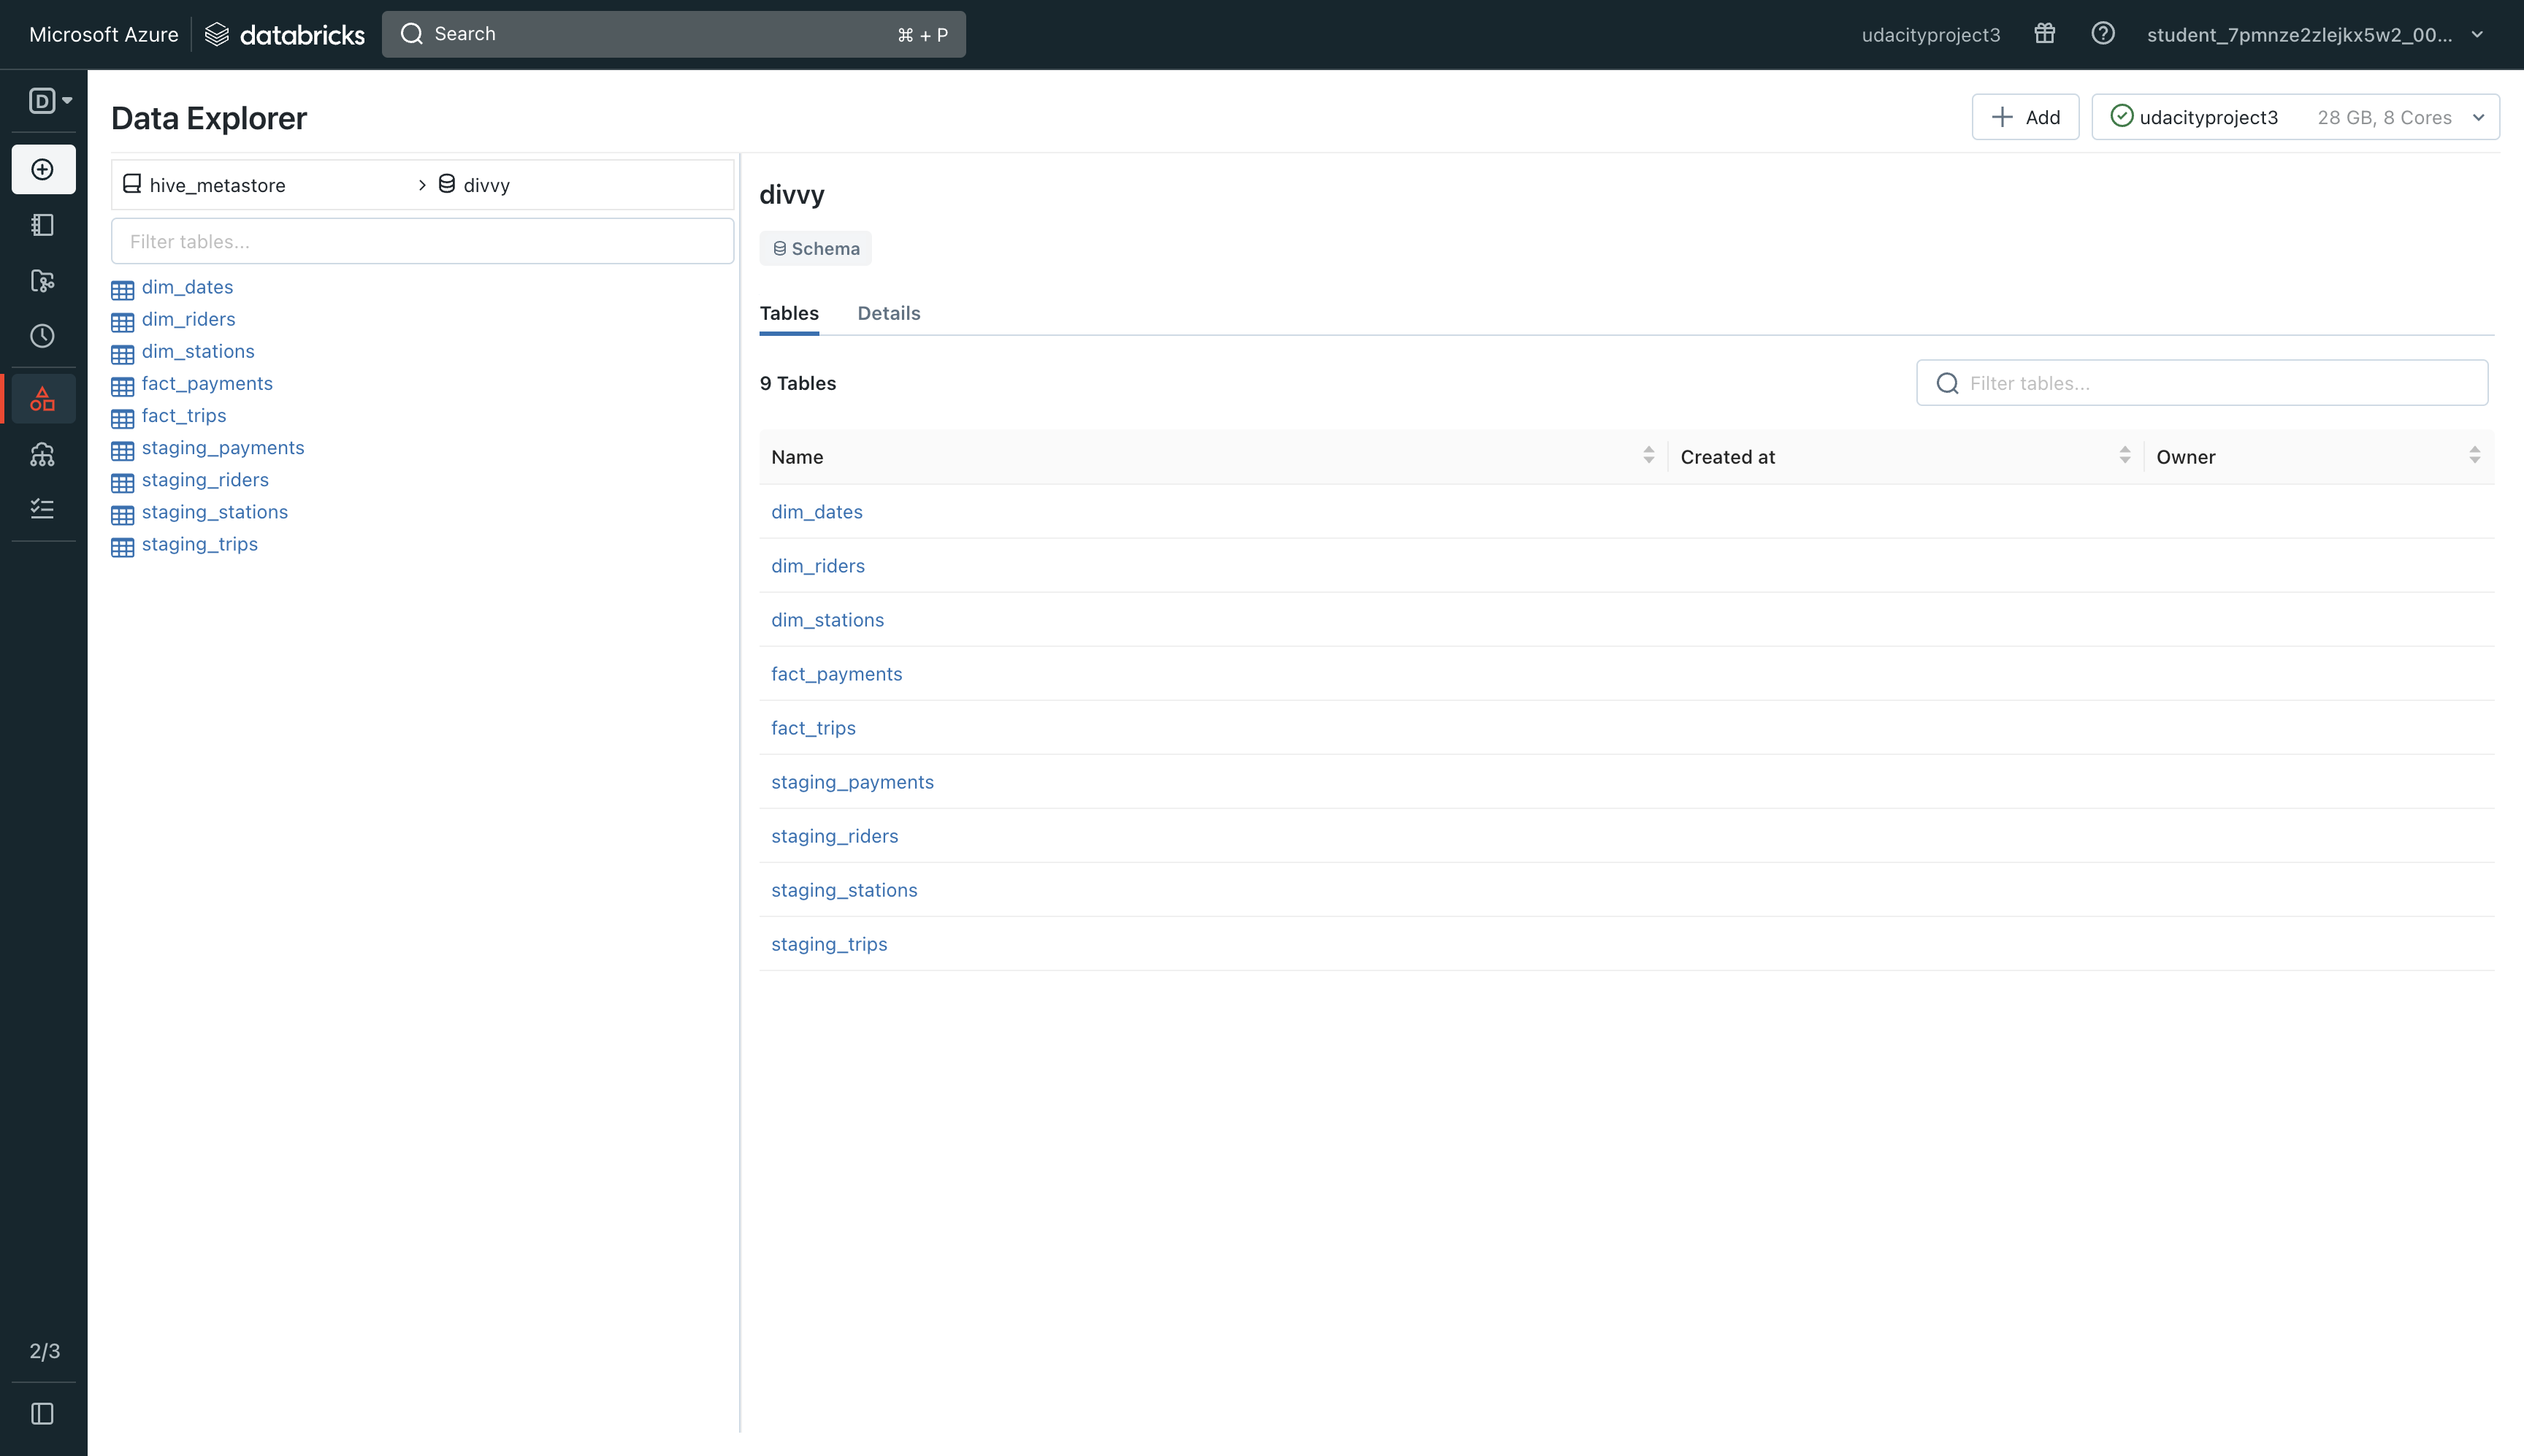 Microsoft Azure databricks Search ⌘ + P udacityproject3 student_7pmnze2zlejkx5w2_00...
D
Data Explorer
Add udacityproject3 28 GB, 8 Cores
hive_metastore > divvy
Filter tables...
dim_dates
dim_riders
dim_stations
fact_payments
fact_trips
staging_payments
staging_riders
staging_stations
staging_trips
divvy
Schema
Tables Details
9 Tables Filter tables...
Name Created at Owner
dim_dates
dim_riders
dim_stations
fact_payments
fact_trips
staging_payments
staging_riders
staging_stations
staging_trips
2/3